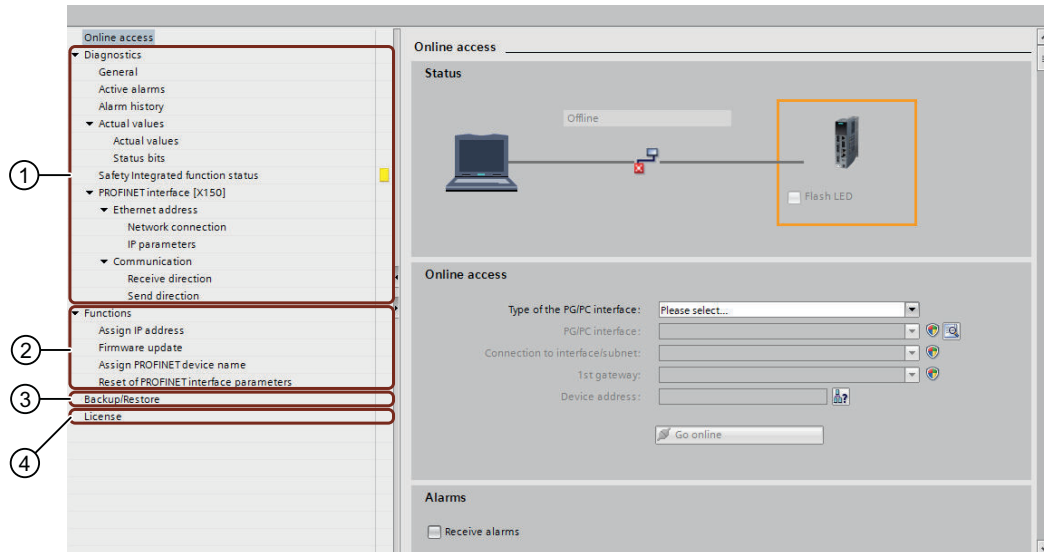 Online access
Diagnostics
General
Active alarms
Alarm history
Actual values
Actual values
Status bits
Safety Integrated function status
PROFINET interface [X150]
Ethernet address
Network connection
IP parameters
Communication
Receive direction
Send direction
Functions
Assign IP address
Firmware update
Assign PROFINET device name
Reset of PROFINET interface parameters
Backup/Restore
License
1
2
3
4
Online access
Status
Offline
Flash LED
Online access
Type of the PG/PC interface: Please select...
PG/PC interface:
Connection to interface/subnet:
1st gateway:
Device address:
?
Go online
Alarms
Receive alarms